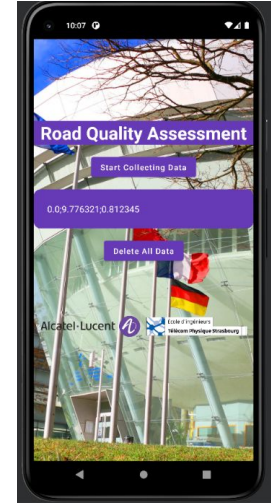 10:07
Road Quality Assessment
Start Collecting Data
0.0;9.776321;0.812345
Delete All Data
Alcatel·Lucent
Ecole d'ingénieurs
Télécom Physique Strasbourg